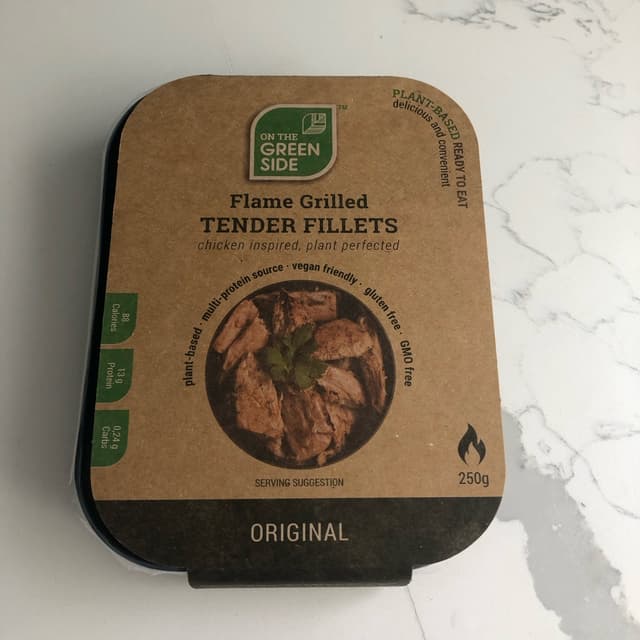 ON THE
GREEN
SIDE
TM
PLANT-BASED READY TO EAT
delicious and convenient
Flame Grilled
TENDER FILLETS
chicken inspired, plant perfected
plant-based · multi-protein source · vegan friendly · gluten free · GMO free
88
Calories
13 g
Protein
0,24 g
Carbs
SERVING SUGGESTION
250g
ORIGINAL